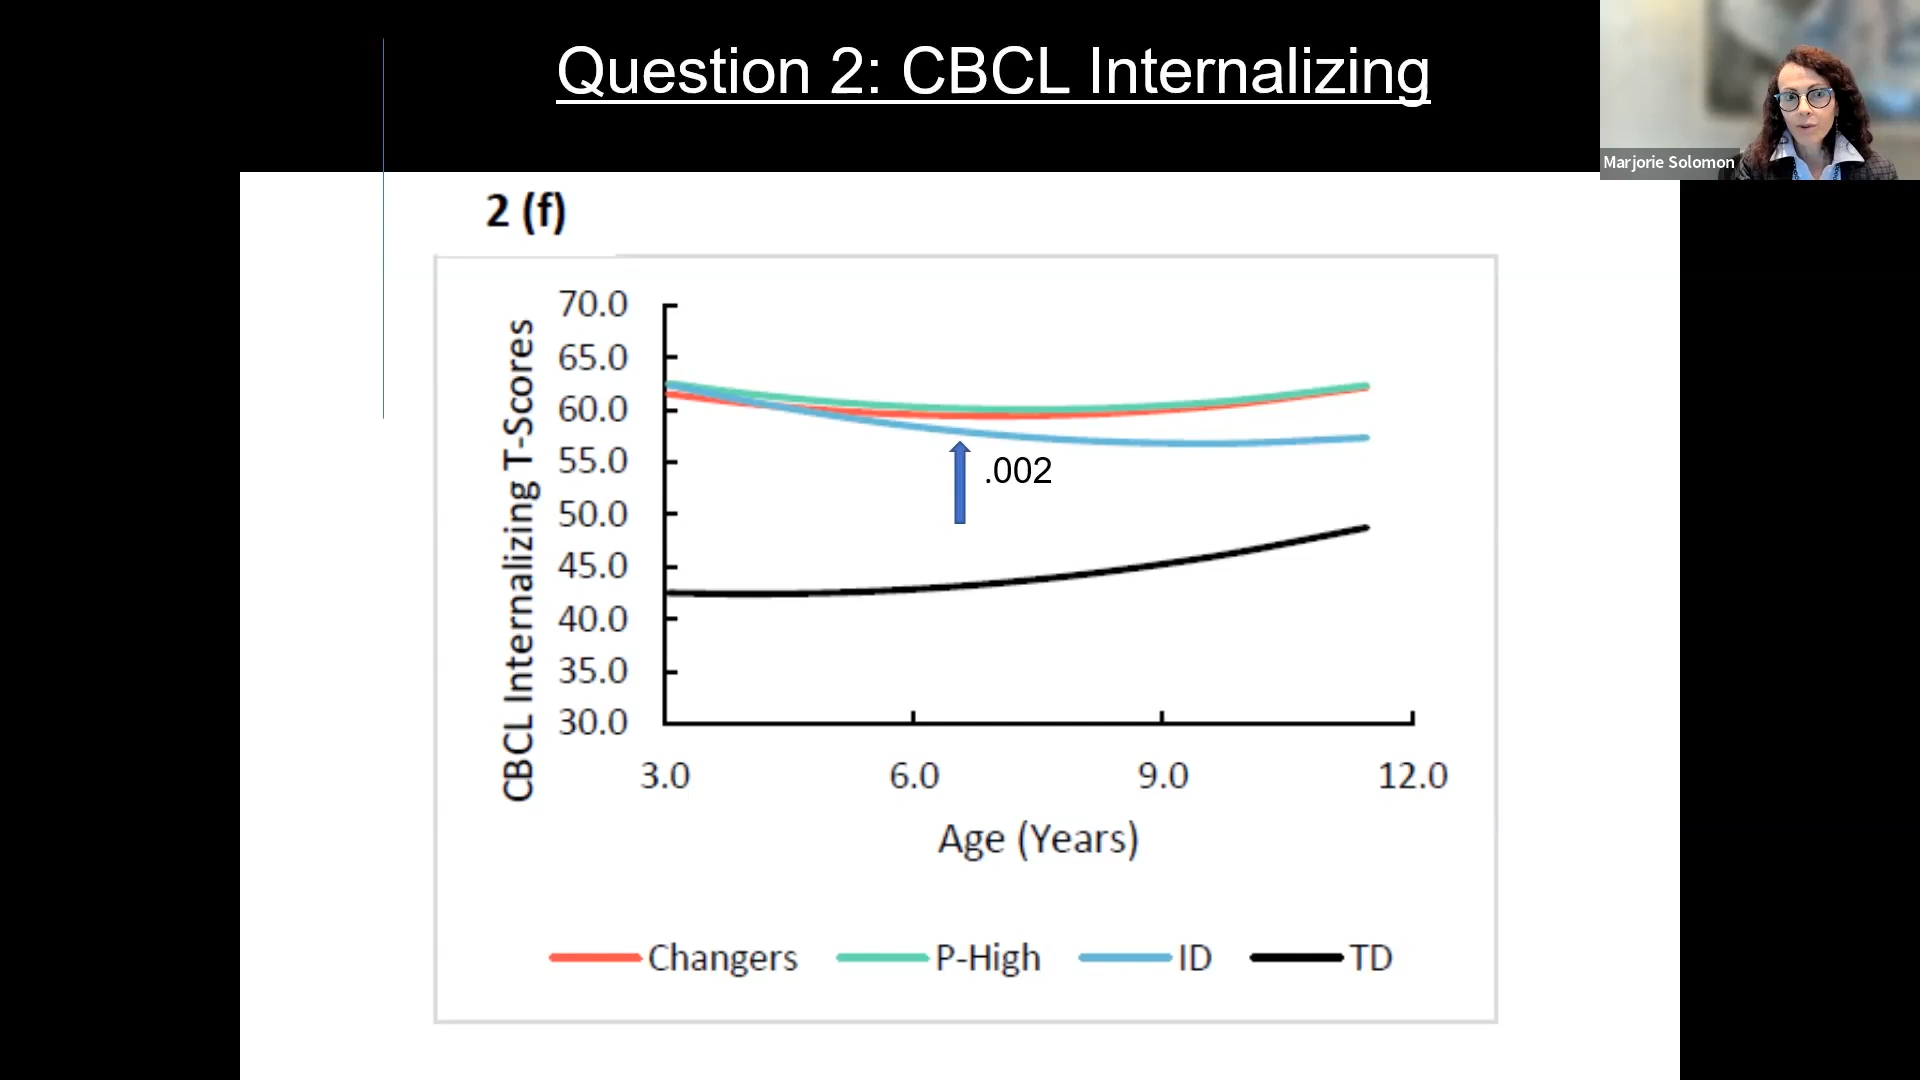 Question 2: CBCL Internalizing
Marjorie Solomon
2 (f)
CBCL Internalizing T-Scores
70.0
65.0
60.0
55.0
50.0
45.0
40.0
35.0
30.0
.002
3.0 6.0 9.0 12.0
Age (Years)
Changers P-High ID TD